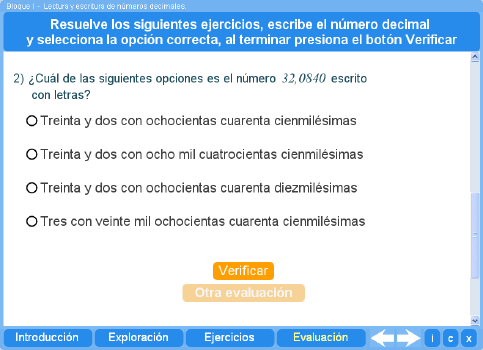 Bloque I - Lectura y escritura de números decimales.
Resuelve los siguientes ejercicios, escribe el número decimal
y selecciona la opción correcta, al terminar presiona el botón Verificar
2) ¿Cuál de las siguientes opciones es el número 32,0840 escrito
con letras?
Treinta y dos con ochocientas cuarenta cienmilésimas
Treinta y dos con ocho mil cuatrocientas cienmilésimas
Treinta y dos con ochocientas cuarenta diezmilésimas
Tres con veinte mil ochocientas cuarenta cienmilésimas
Verificar
Otra evaluación
Introducción Exploración Ejercicios Evaluación i c x